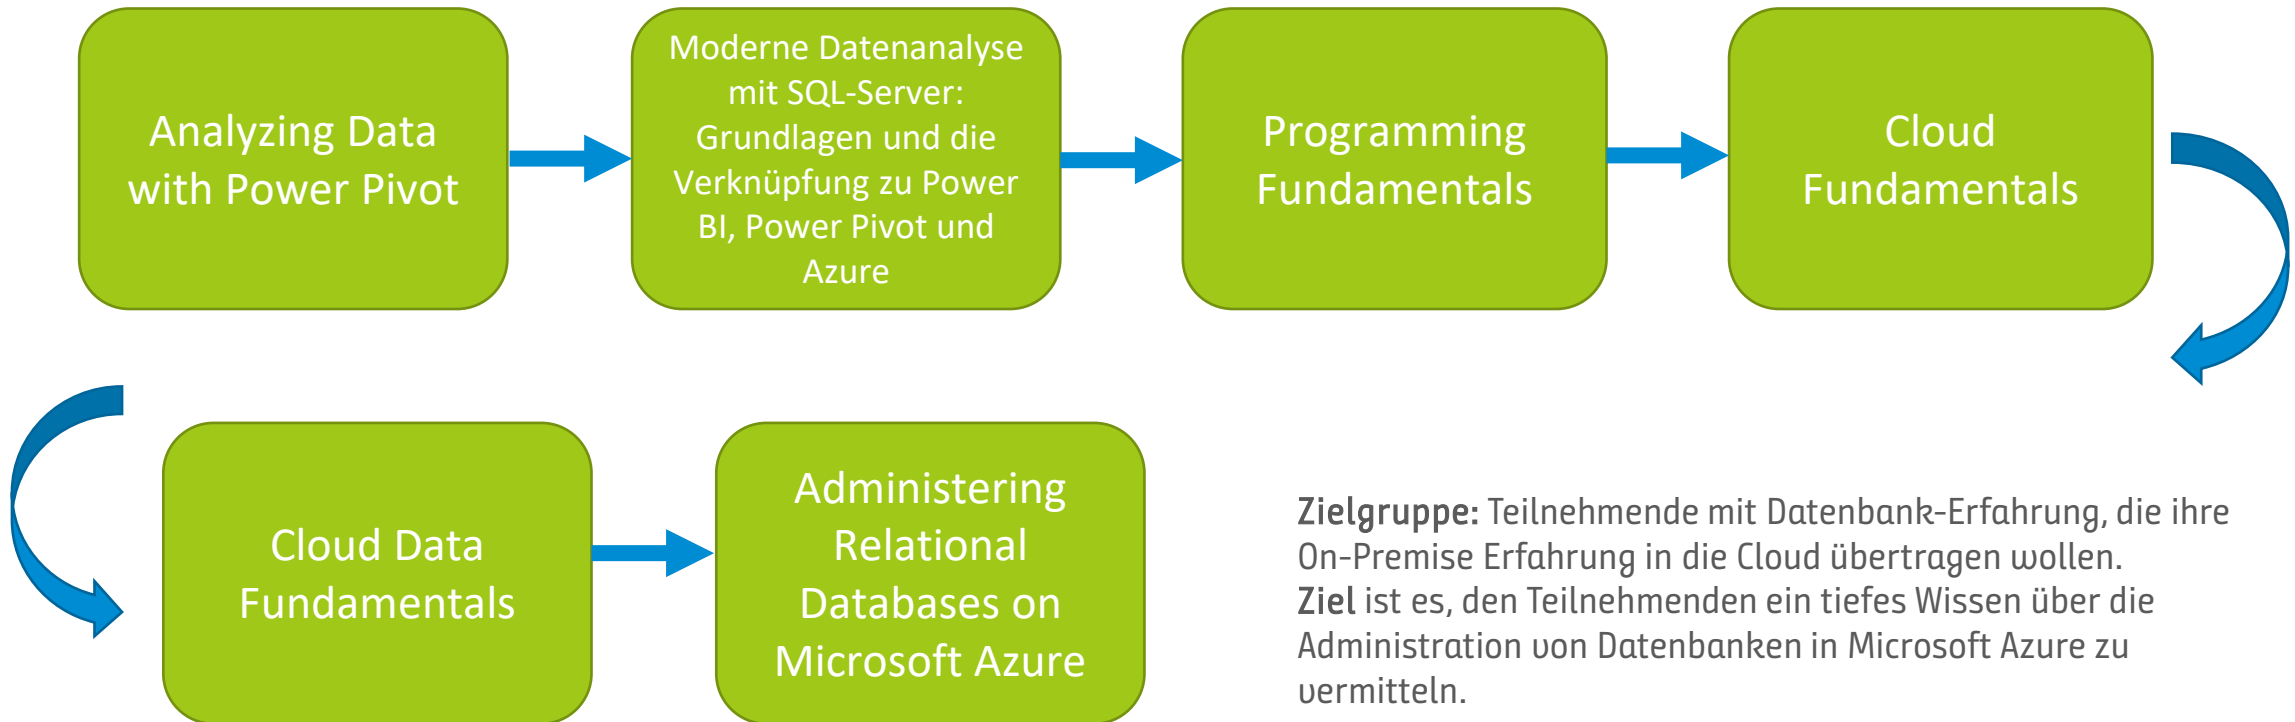 Analyzing Data
with Power Pivot
Moderne Datenanalyse
mit SQL-Server:
Grundlagen und die
Verknüpfung zu Power
BI, Power Pivot und
Azure
Programming
Fundamentals
Cloud
Fundamentals
Cloud Data
Fundamentals
Administering
Relational
Databases on
Microsoft Azure
Zielgruppe: Teilnehmende mit Datenbank-Erfahrung, die ihre
On-Premise Erfahrung in die Cloud übertragen wollen.
Ziel ist es, den Teilnehmenden ein tiefes Wissen über die
Administration von Datenbanken in Microsoft Azure zu
vermitteln.